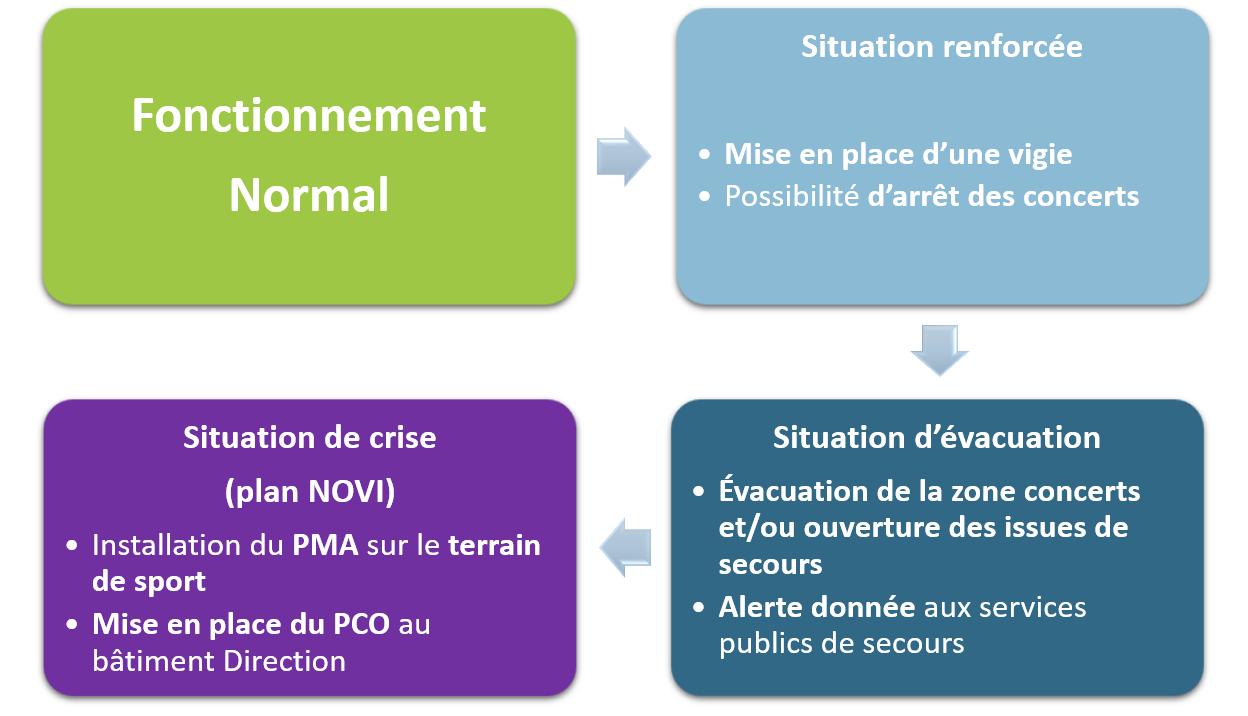 Fonctionnement
Normal
Situation renforcée
• Mise en place d’une vigie
• Possibilité d’arrêt des concerts
Situation d’évacuation
• Évacuation de la zone concerts
et/ou ouverture des issues de
secours
• Alerte donnée aux services
publics de secours
Situation de crise
(plan NOVI)
• Installation du PMA sur le terrain
de sport
• Mise en place du PCO au
bâtiment Direction